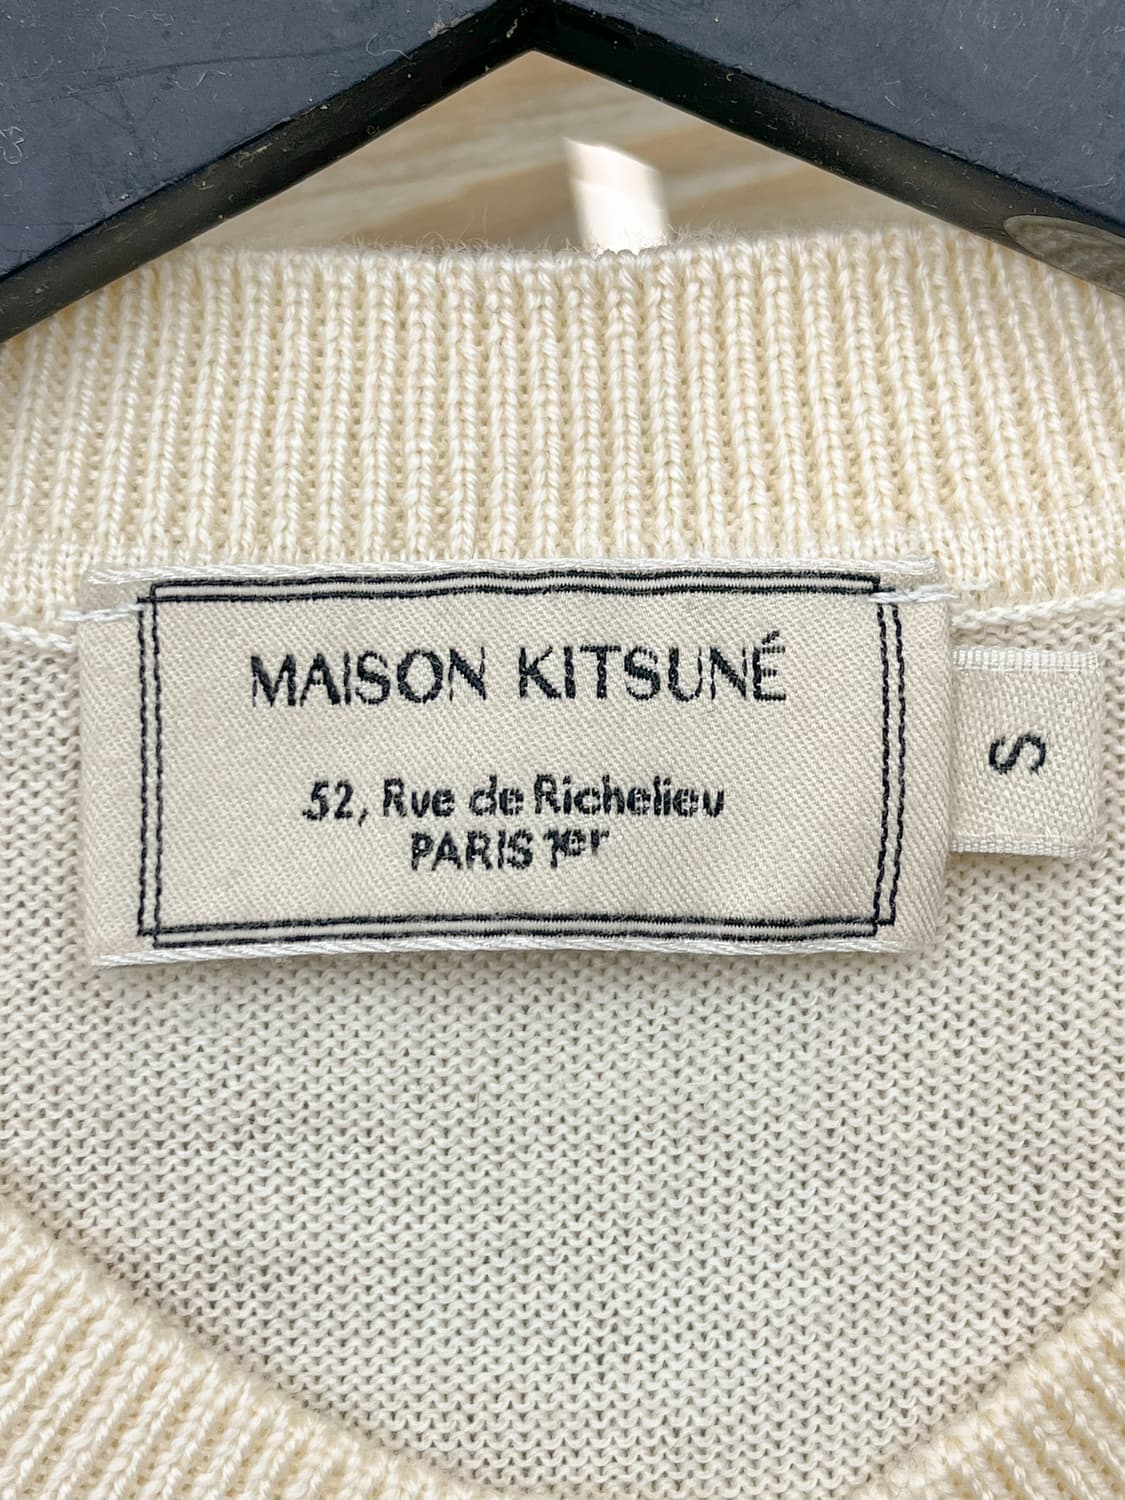 MAISON KITSUNÉ
52, Rue de Richelieu
PARIS 1er
S